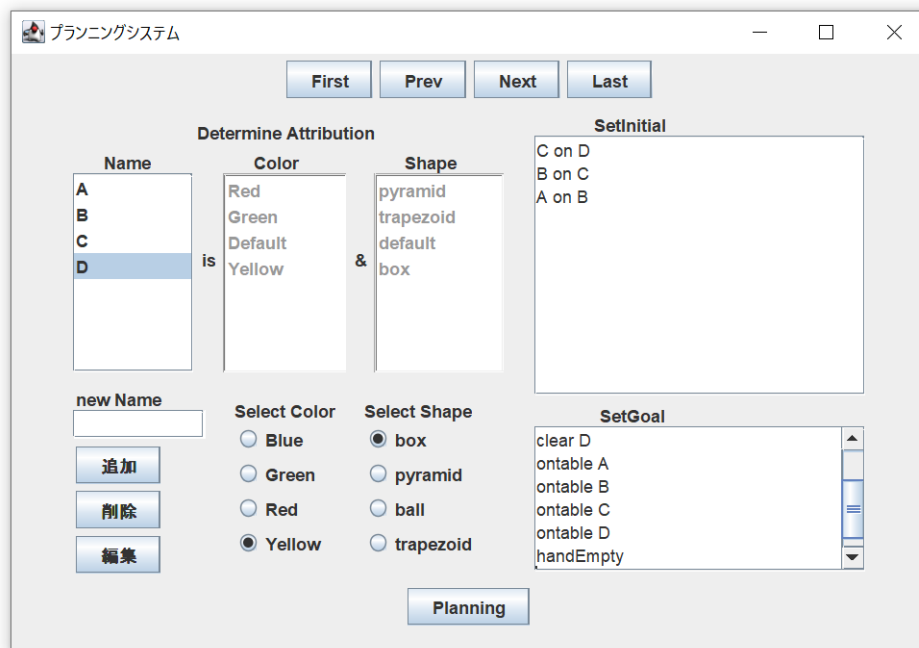 プランニングシステム
First Prev Next Last
Determine Attribution
Name Color Shape
A
B
C
D
is
Red
Green
Default
Yellow
&
pyramid
trapezoid
default
box
SetInitial
C on D
B on C
A on B
new Name
追加
削除
編集
Select Color
Blue
Green
Red
Yellow
Select Shape
box
pyramid
ball
trapezoid
SetGoal
clear D
ontable A
ontable B
ontable C
ontable D
handEmpty
Planning